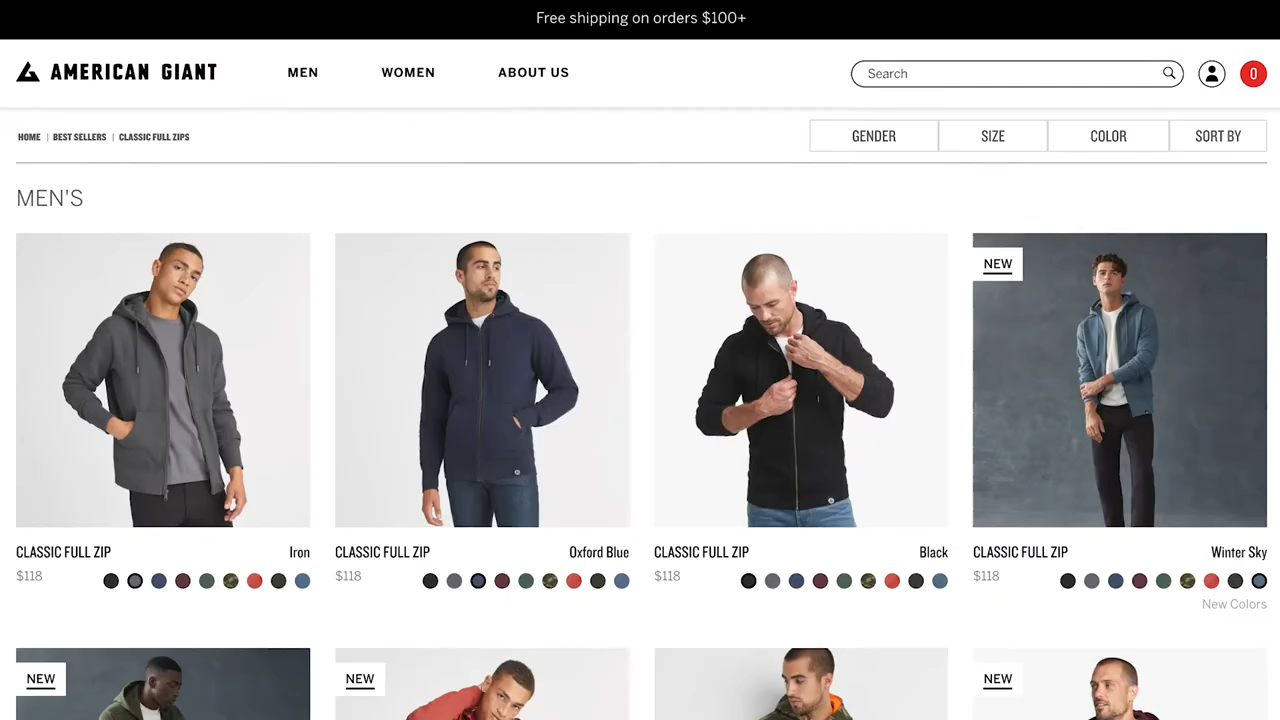 Free shipping on orders $100+
AMERICAN GIANT
MEN
WOMEN
ABOUT US
Search
0
HOME | BEST SELLERS | CLASSIC FULL ZIPS
GENDER
SIZE
COLOR
SORT BY
MEN'S
NEW
CLASSIC FULL ZIP
Iron
$118
CLASSIC FULL ZIP
Oxford Blue
$118
CLASSIC FULL ZIP
Black
$118
CLASSIC FULL ZIP
Winter Sky
$118
New Colors
NEW
NEW
NEW